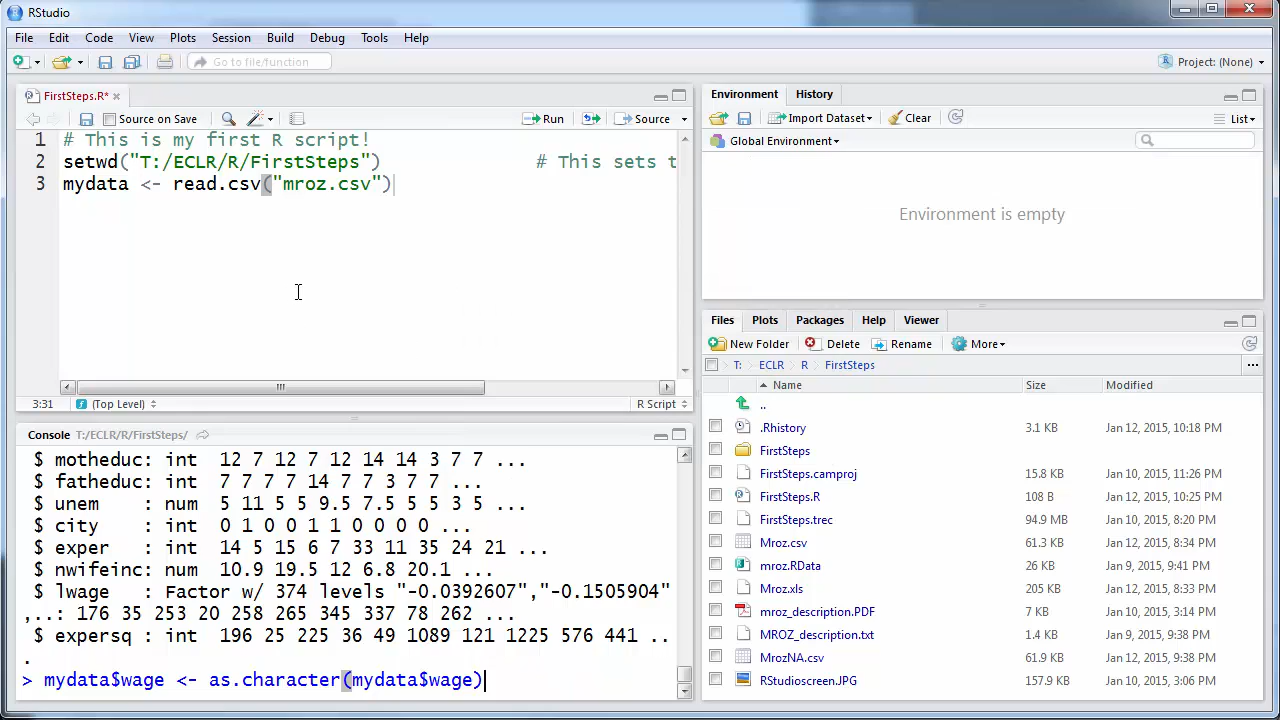 RStudio
File Edit Code View Plots Session Build Debug Tools Help
Go to file/function Project: (None)
FirstSteps.R*
Source on Save Run Source
1 # This is my first R script!
2 setwd("T:/ECLR/R/FirstSteps") # This sets t
3 mydata <- read.csv("mroz.csv")
3:31 (Top Level) R Script
Console T:/ECLR/R/FirstSteps/
$ motheduc: int 12 7 12 7 12 14 14 3 7 7 ...
$ fatheduc: int 7 7 7 7 14 7 7 3 7 7 ...
$ unem : num 5 11 5 5 9.5 7.5 5 5 3 5 ...
$ city : int 0 1 0 0 1 1 0 0 0 0 ...
$ exper : int 14 5 15 6 7 33 11 35 24 21 ...
$ nwifeinc: num 10.9 19.5 12 6.8 20.1 ...
$ lwage : Factor w/ 374 levels "-0.0392607","-0.1505904"
,..: 176 35 253 20 258 265 345 337 78 262 ...
$ expersq : int 196 25 225 36 49 1089 121 1225 576 441 ..
.
> mydata$wage <- as.character(mydata$wage)
Environment History
Import Dataset Clear List
Global Environment
Environment is empty
Files Plots Packages Help Viewer
New Folder Delete Rename More
T: ECLR R FirstSteps ...
Name Size Modified
..
.Rhistory 3.1 KB Jan 12, 2015, 10:18 PM
FirstSteps
FirstSteps.camproj 15.8 KB Jan 10, 2015, 11:26 PM
FirstSteps.R 108 B Jan 12, 2015, 10:25 PM
FirstSteps.trec 94.9 MB Jan 10, 2015, 8:20 PM
Mroz.csv 61.3 KB Jan 12, 2015, 8:34 PM
mroz.RData 26 KB Jan 9, 2015, 9:41 PM
Mroz.xls 205 KB Jan 12, 2015, 8:33 PM
mroz_description.PDF 7 KB Jan 10, 2015, 3:14 PM
MROZ_description.txt 1.4 KB Jan 9, 2015, 9:38 PM
MrozNA.csv 61.9 KB Jan 12, 2015, 9:38 PM
RStudioscreen.JPG 157.9 KB Jan 10, 2015, 3:06 PM